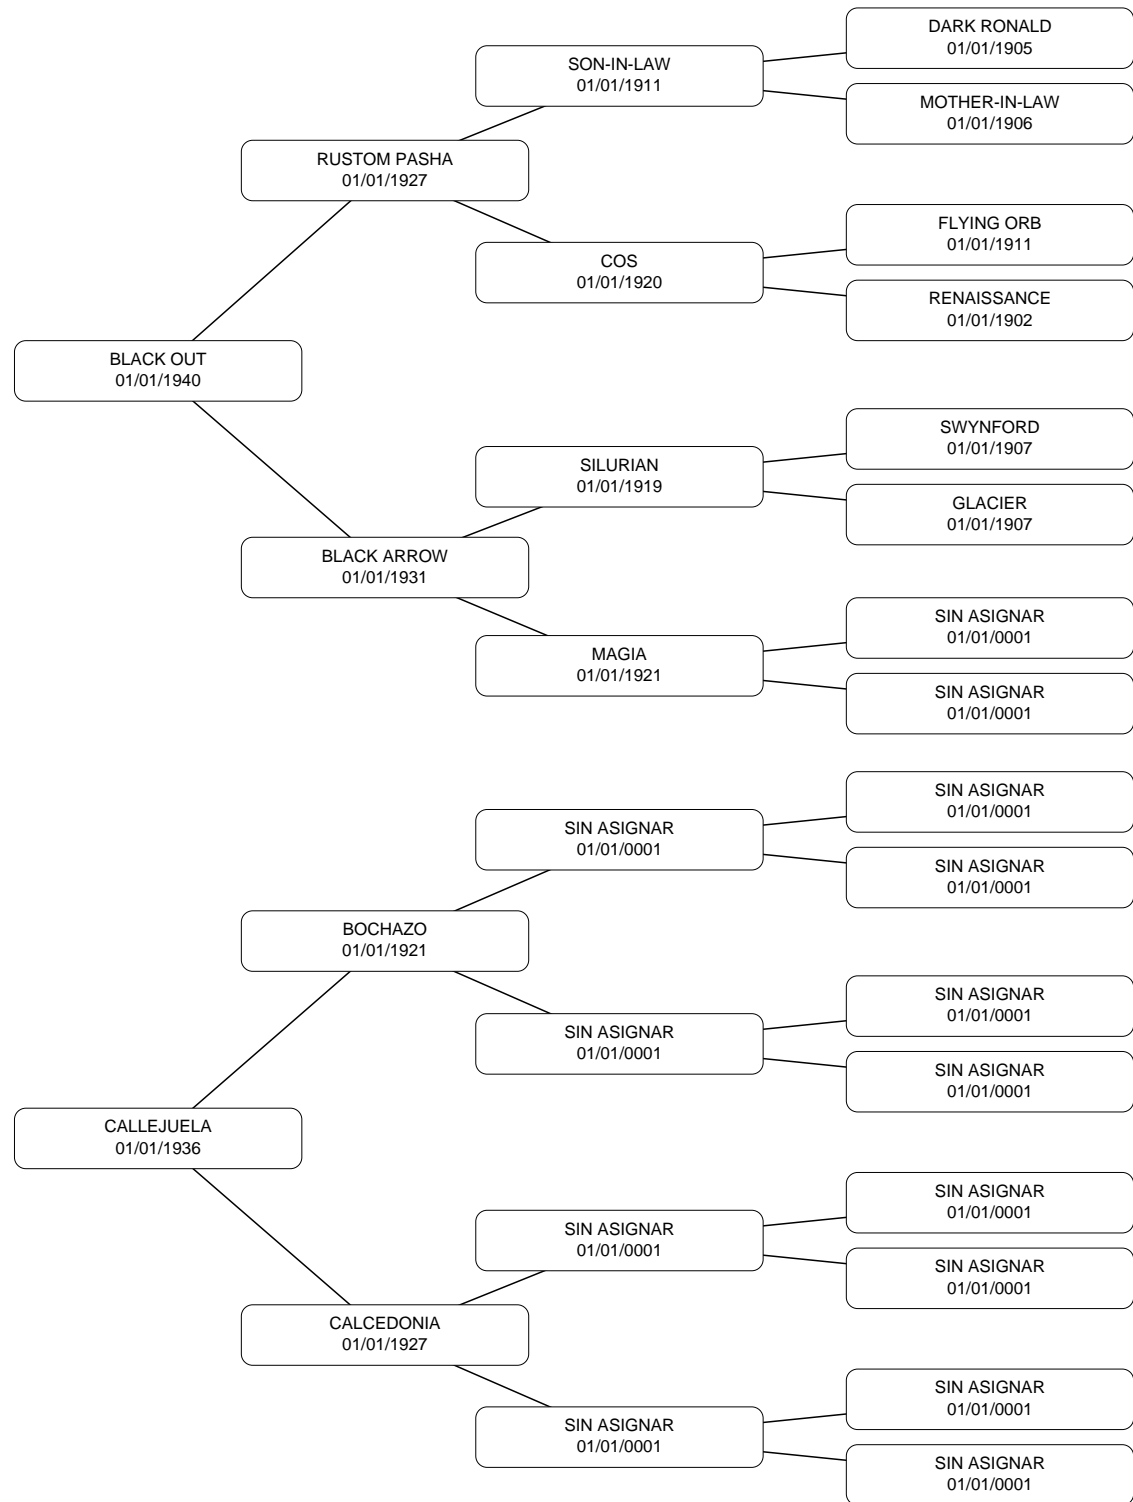 DARK RONALD
01/01/1905
SON-IN-LAW
01/01/1911
MOTHER-IN-LAW
01/01/1906
RUSTOM PASHA
01/01/1927
FLYING ORB
01/01/1911
COS
01/01/1920
RENAISSANCE
01/01/1902
BLACK OUT
01/01/1940
SWYNFORD
01/01/1907
SILURIAN
01/01/1919
GLACIER
01/01/1907
BLACK ARROW
01/01/1931
SIN ASIGNAR
01/01/0001
MAGIA
01/01/1921
SIN ASIGNAR
01/01/0001
SIN ASIGNAR
01/01/0001
SIN ASIGNAR
01/01/0001
SIN ASIGNAR
01/01/0001
BOCHAZO
01/01/1921
SIN ASIGNAR
01/01/0001
SIN ASIGNAR
01/01/0001
SIN ASIGNAR
01/01/0001
CALLEJUELA
01/01/1936
SIN ASIGNAR
01/01/0001
SIN ASIGNAR
01/01/0001
SIN ASIGNAR
01/01/0001
CALCEDONIA
01/01/1927
SIN ASIGNAR
01/01/0001
SIN ASIGNAR
01/01/0001
SIN ASIGNAR
01/01/0001